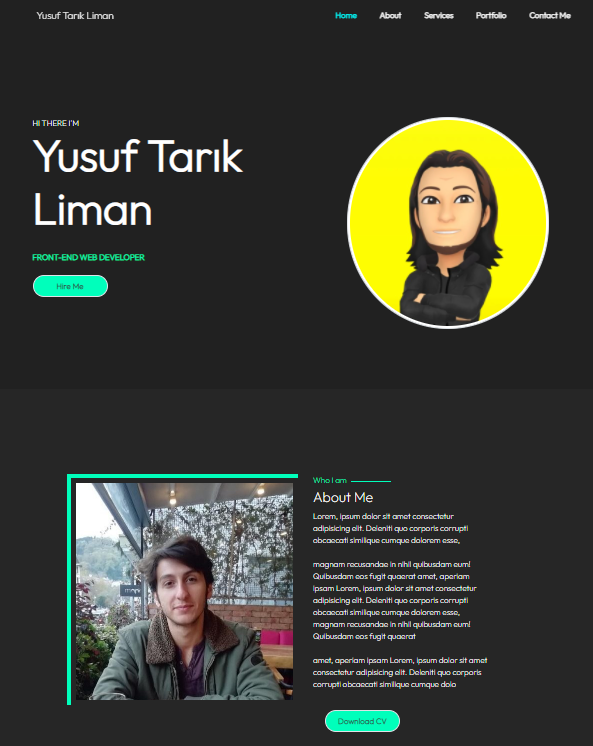 Yusuf Tarık Liman
Home About Services Portfolio Contact Me
HI THERE I'M
Yusuf Tarık
Liman
FRONT-END WEB DEVELOPER
Hire Me
Who I am
About Me
Lorem, ipsum dolor sit amet consectetur
adipisicing elit. Deleniti quo corporis corrupti
obcaecati similique cumque dolorem esse,
magnam recusandae in nihil quibusdam eum!
Quibusdam eos fugit quaerat amet, aperiam
ipsam Lorem, ipsum dolor sit amet consectetur
adipisicing elit. Deleniti quo corporis corrupti
obcaecati similique cumque dolorem esse,
magnam recusandae in nihil quibusdam eum!
Quibusdam eos fugit quaerat
amet, aperiam ipsam Lorem, ipsum dolor sit amet
consectetur adipisicing elit. Deleniti quo corporis
corrupti obcaecati similique cumque dolo
Download CV